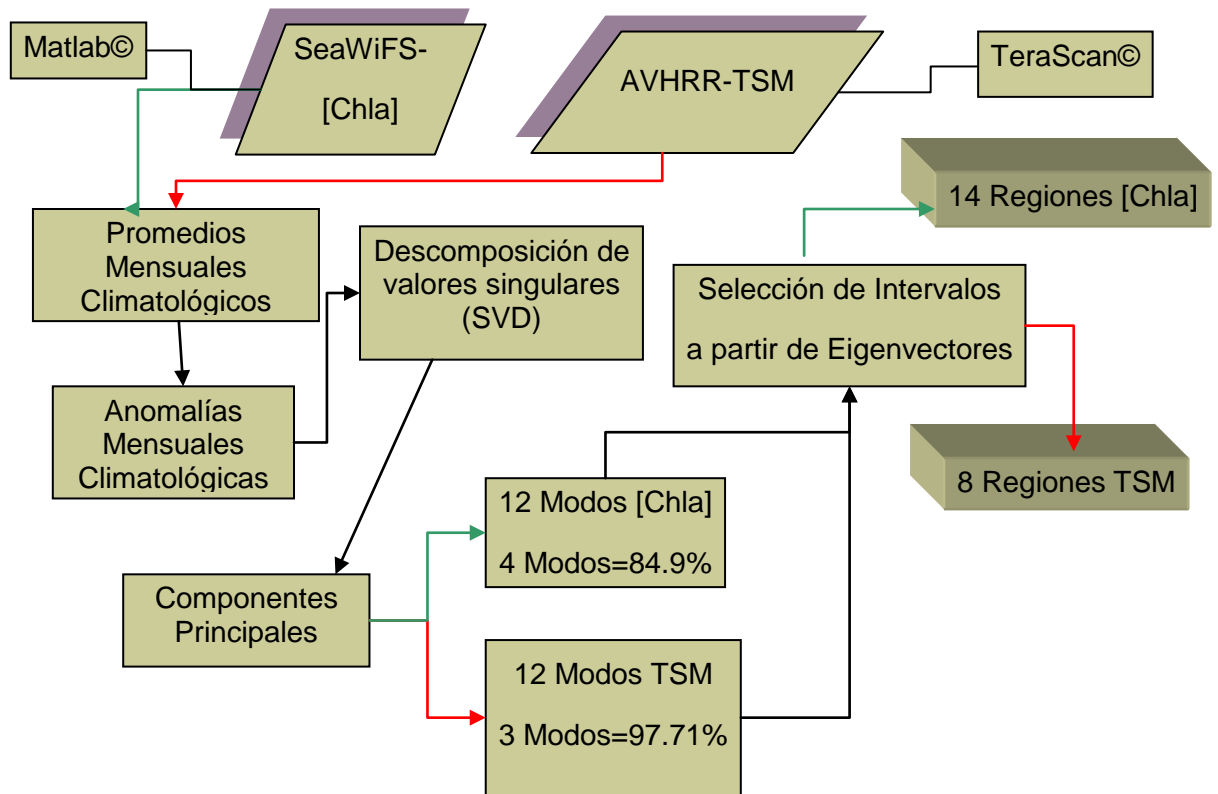 Matlab©
SeaWiFS-
[Chla]
AVHRR-TSM
TeraScan©
14 Regiones [Chla]
Promedios
Mensuales
Climatológicos
Descomposición de
valores singulares
(SVD)
Selección de Intervalos
a partir de Eigenvectores
Anomalías
Mensuales
Climatológicas
8 Regiones TSM
12 Modos [Chla]
4 Modos=84.9%
Componentes
Principales
12 Modos TSM
3 Modos=97.71%